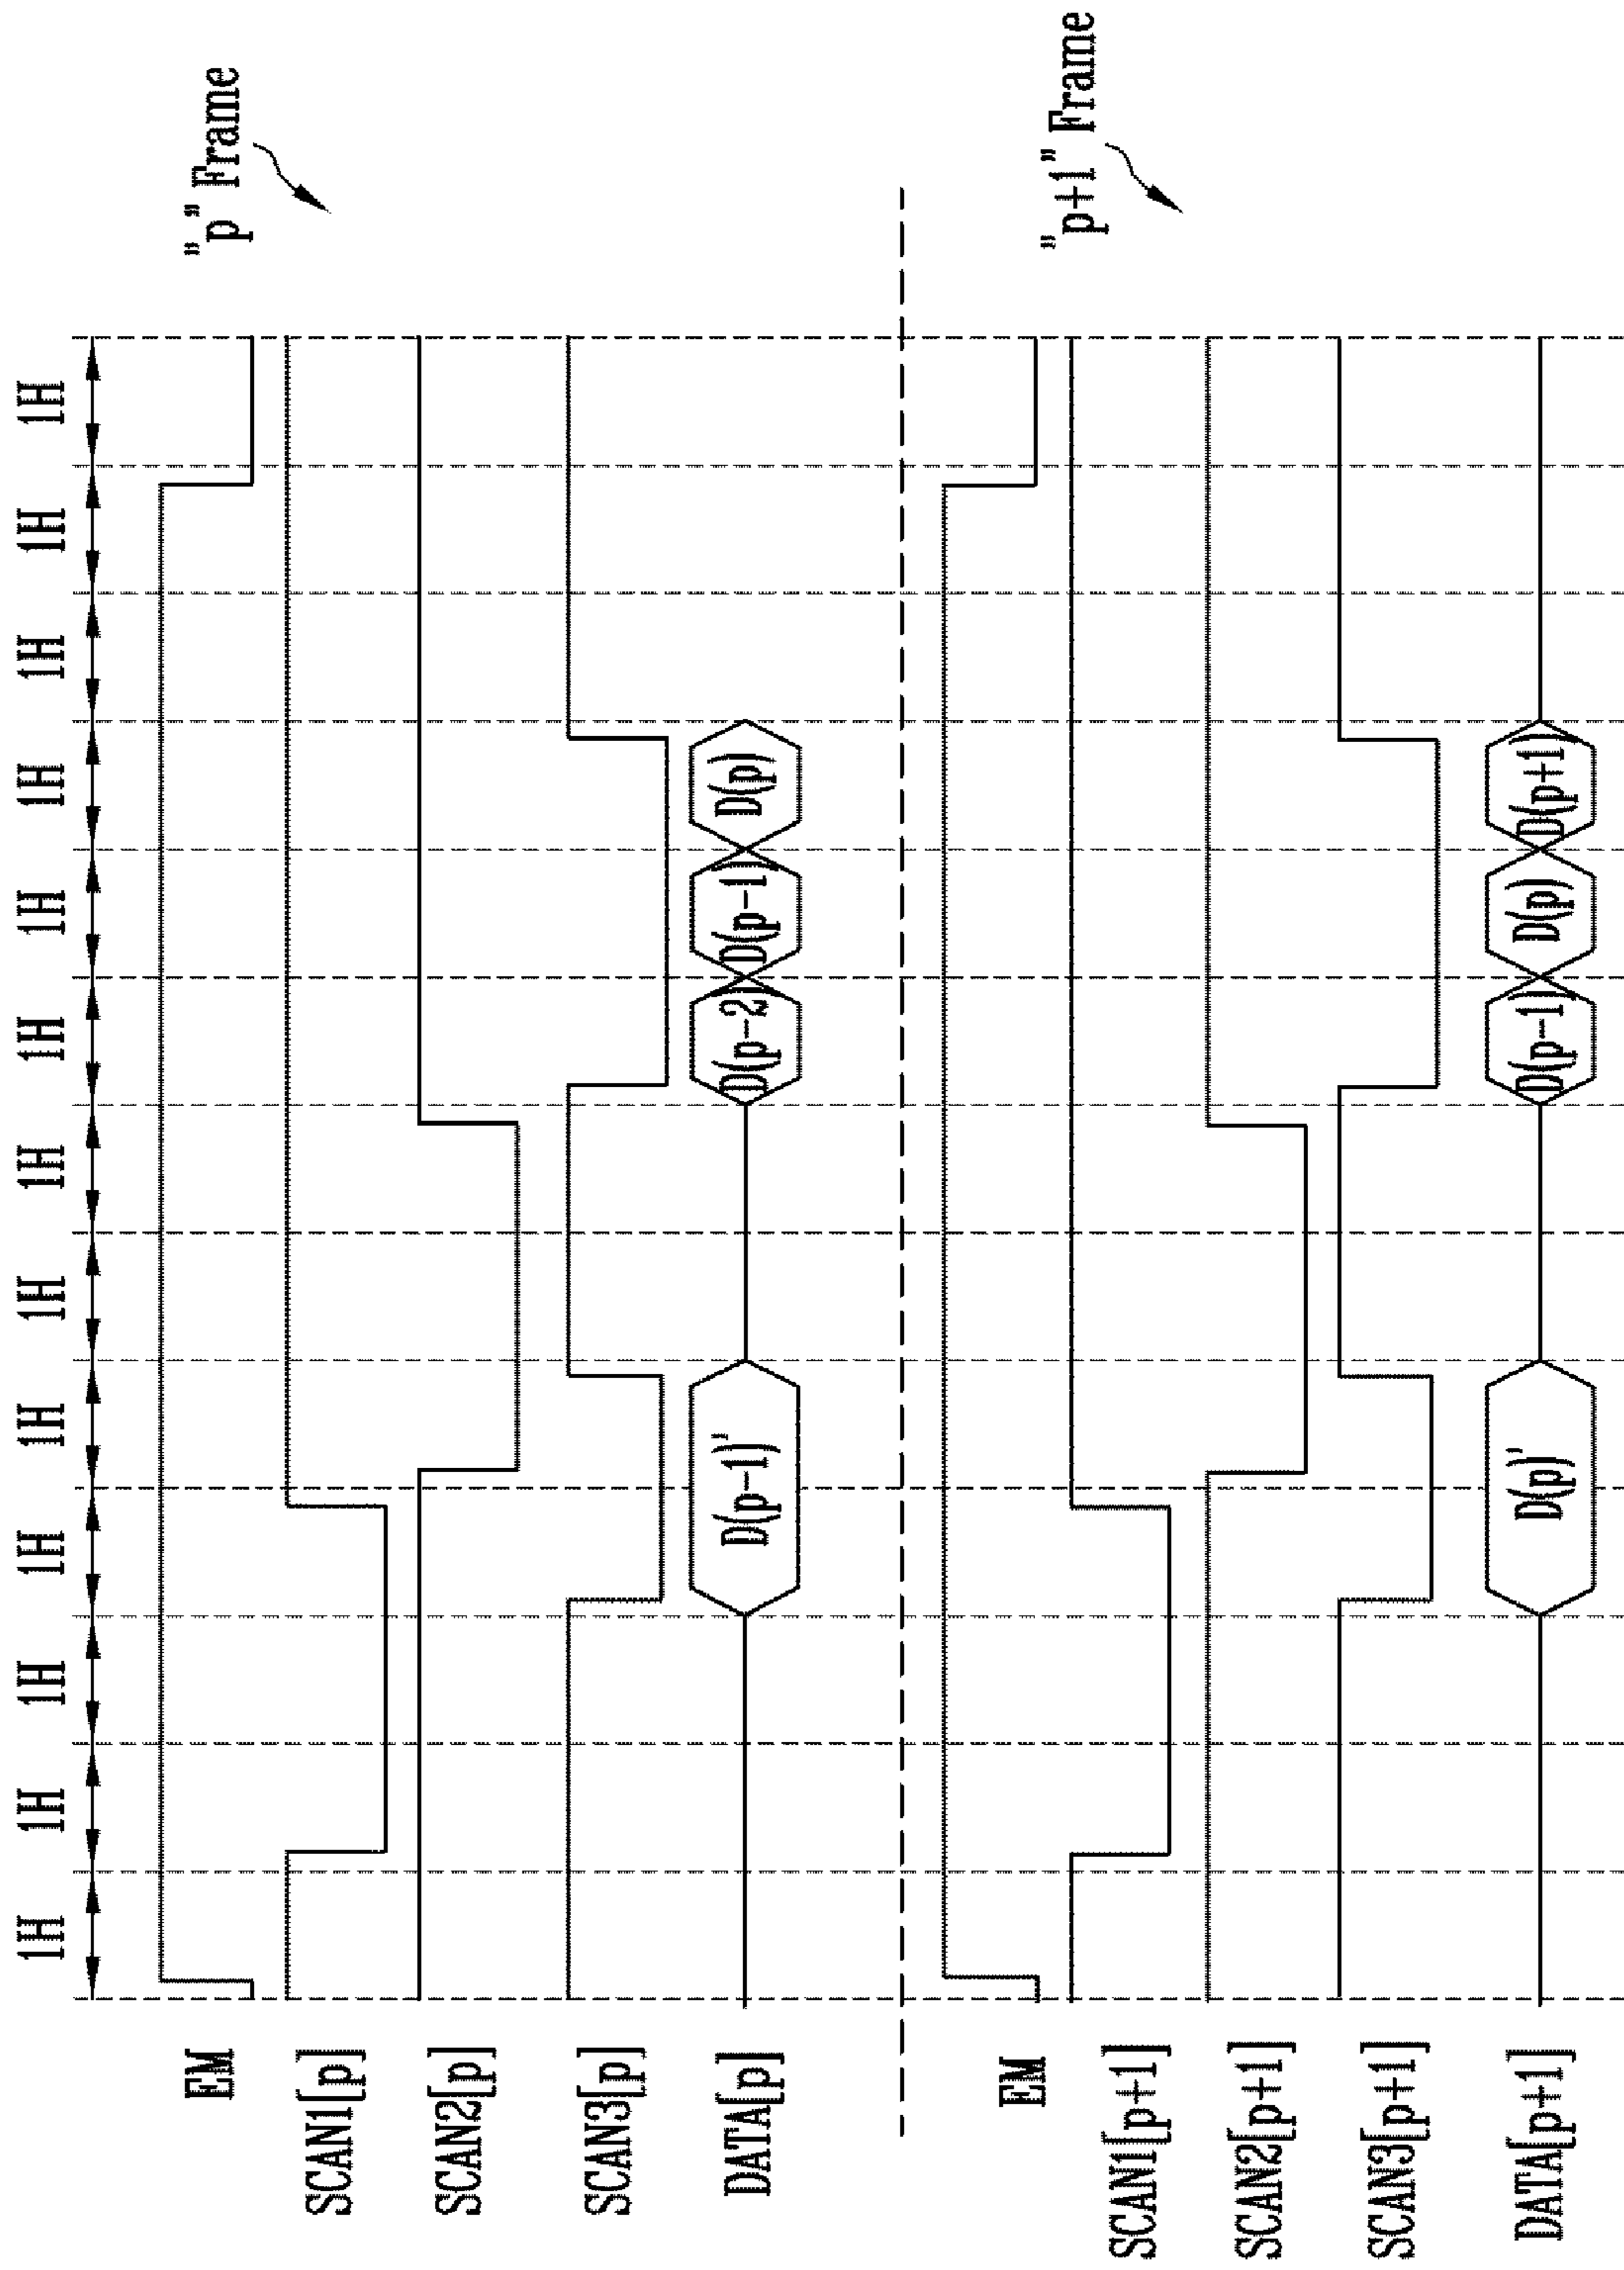 1H 1H 1H 1H 1H 1H 1H 1H 1H 1H 1H 1H 1H
EM
"p" Frame
SCAN1[p]
SCAN2[p]
SCAN3[p]
DATA[p] D(p-1)' D(p-2) D(p-1) D(p)
EM
"p+1" Frame
SCAN1[p+1]
SCAN2[p+1]
SCAN3[p+1]
DATA[p+1] D(p)' D(p-1) D(p) D(p+1)